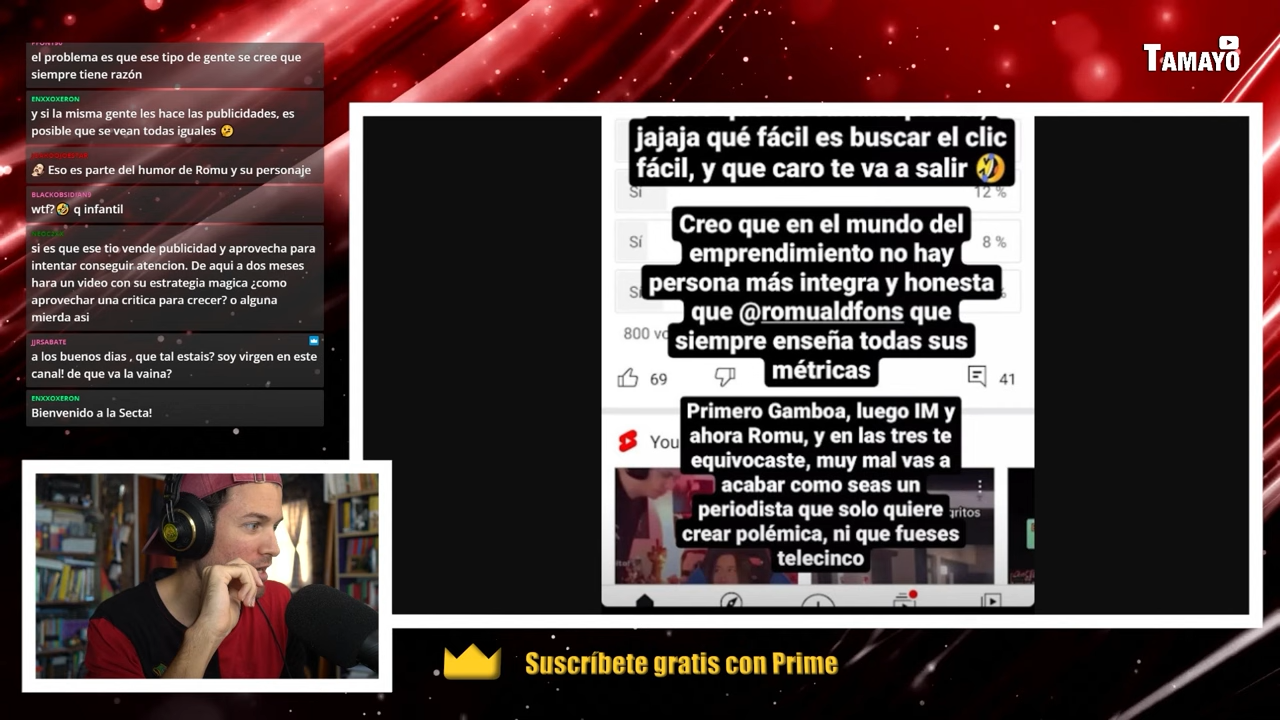 TAMAYO
el problema es que ese tipo de gente se cree que
siempre tiene razón
ENXXOXERON
y si la misma gente les hace las publicidades, es
posible que se vean todas iguales 😕
Eso es parte del humor de Romu y su personaje
BLACKOBSIDIAN5
wtf?🤣 q infantil
si es que ese tio vende publicidad y aprovecha para
intentar conseguir atencion. De aqui a dos meses
hara un video con su estrategia magica ¿como
aprovechar una critica para crecer? o alguna
mierda asi
JJRSABATE
a los buenos dias , que tal estais? soy virgen en este
canal! de que va la vaina?
ENXXOXERON
Bienvenido a la Secta!
jajaja qué fácil es buscar el clic
fácil, y que caro te va a salir 🤣
Sí 12 %
Creo que en el mundo del
Sí 8 %
emprendimiento no hay
persona más integra y honesta
que @romualdfons que
800 vo
siempre enseña todas sus
métricas
69 41
Primero Gamboa, luego IM y
ahora Romu, y en las tres te
You
equivocaste, muy mal vas a
acabar como seas un
periodista que solo quiere
gritos
crear polémica, ni que fueses
telecinco
Suscríbete gratis con Prime